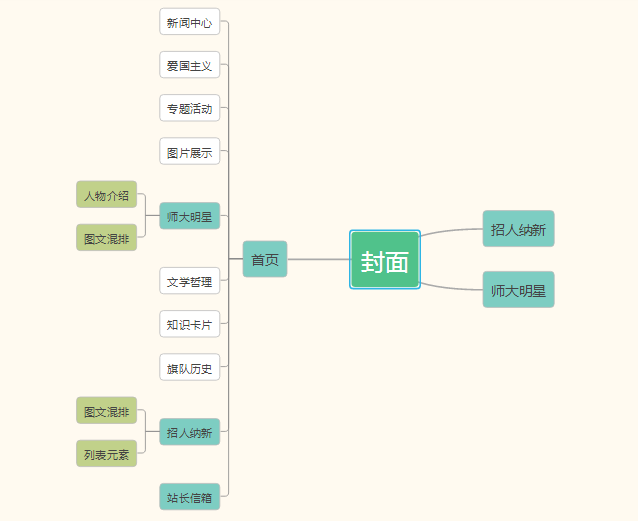 新闻中心
爱国主义
专题活动
图片展示
人物介绍
师大明星
图文混排
首页
封面
招人纳新
师大明星
文学哲理
知识卡片
旗队历史
图文混排
招人纳新
列表元素
站长信箱